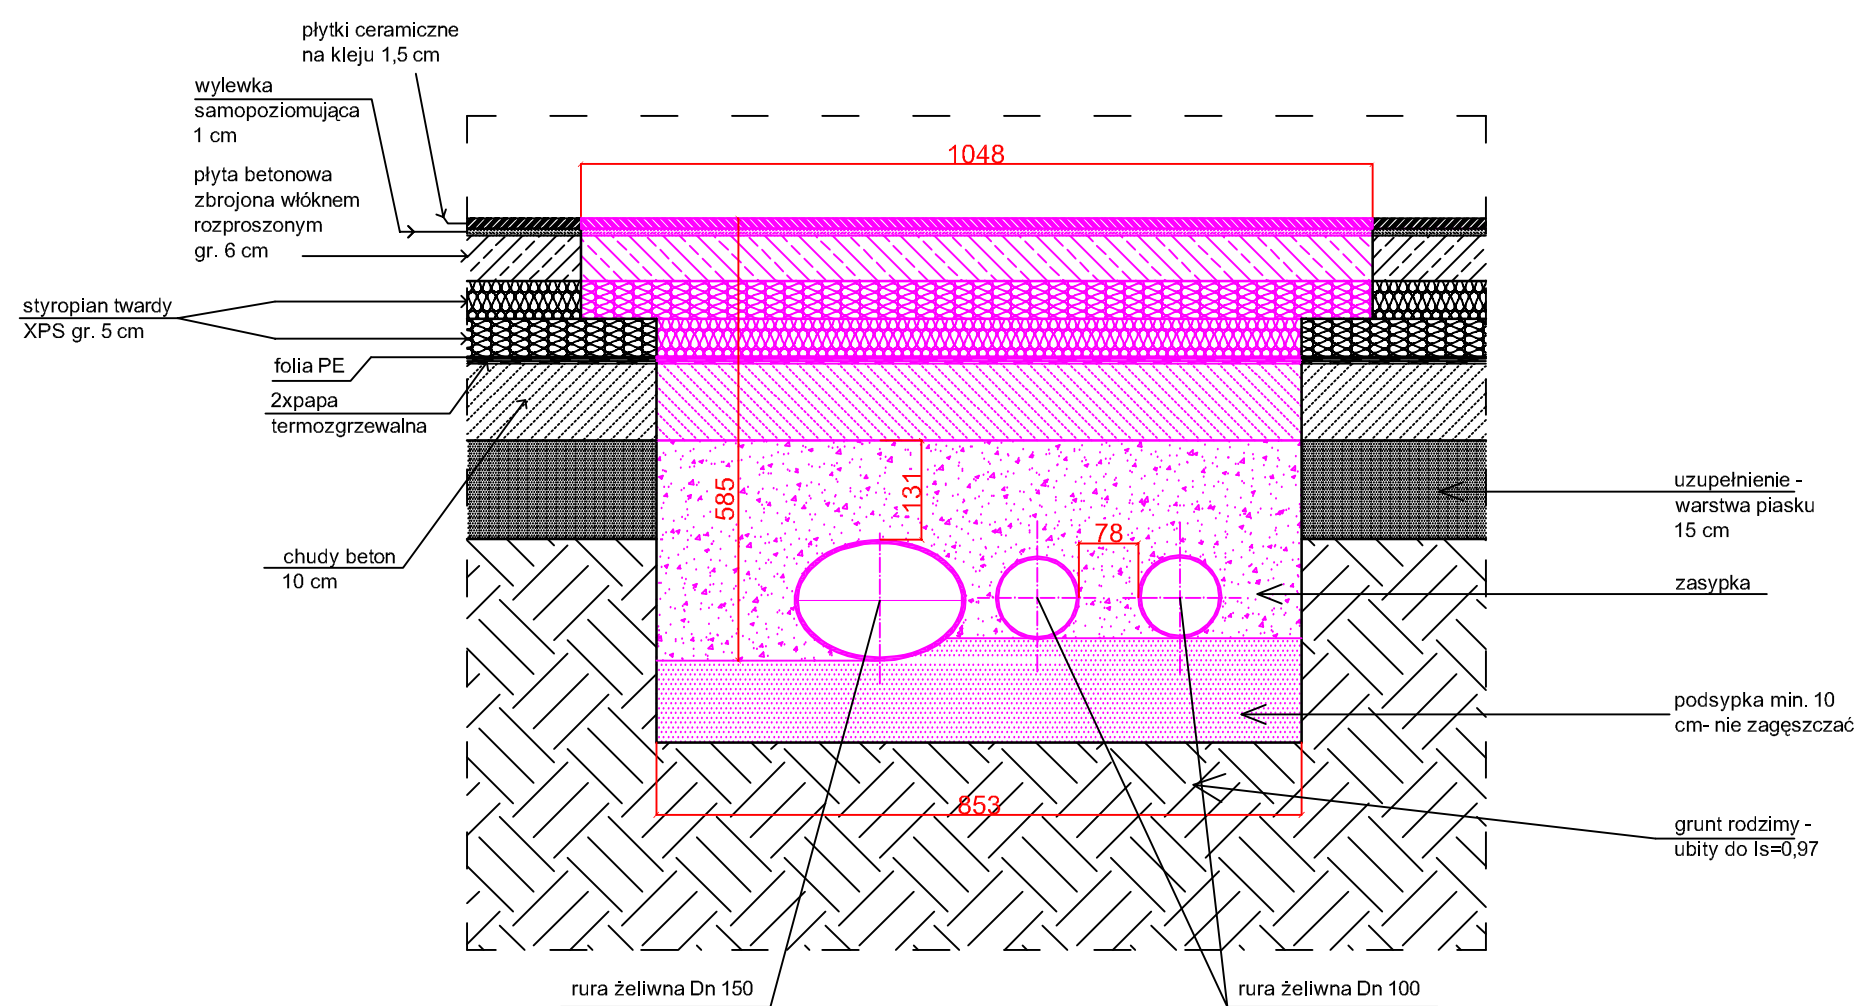 płytki ceramiczne
na kleju 1,5 cm
wylewka
samopoziomująca
1 cm
płyta betonowa
zbrojona włóknem
rozproszonym
gr. 6 cm
styropian twardy
XPS gr. 5 cm
folia PE
2xpapa
termozgrzewalna
chudy beton
10 cm
1048
585
131
78
853
uzupełnienie -
warstwa piasku
15 cm
zasypka
podsypka min. 10
cm- nie zagęszczać
grunt rodzimy -
ubity do Is=0,97
rura żeliwna Dn 150
rura żeliwna Dn 100